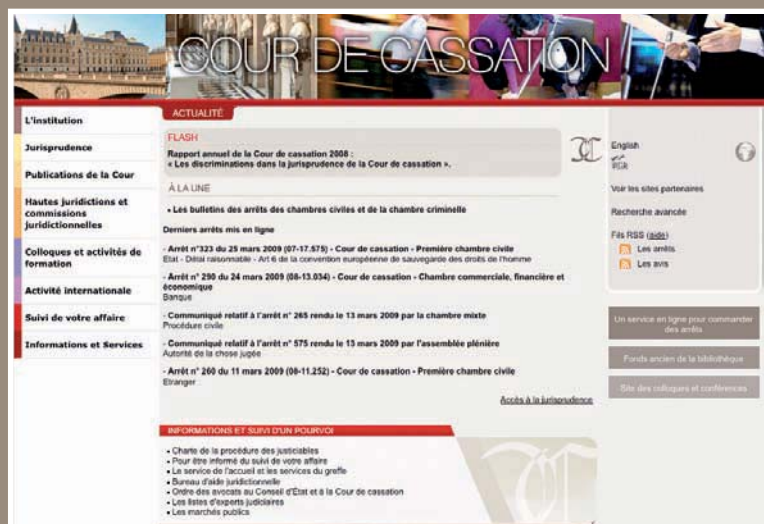 COUR DE CASSATION
L'institution
Jurisprudence
Publications de la Cour
Hautes juridictions et
commissions
juridictionnelles
Colloques et activités de
formation
Activité internationale
Suivi de votre affaire
Informations et Services
ACTUALITÉ
FLASH
Rapport annuel de la Cour de cassation 2008 :
« Les discriminations dans la jurisprudence de la Cour de cassation ».
À LA UNE
• Les bulletins des arrêts des chambres civiles et de la chambre criminelle
Derniers arrêts mis en ligne
- Arrêt n°323 du 25 mars 2009 (07-17.575) - Cour de cassation - Première chambre civile
Etat - Délai raisonnable - Art 6 de la convention européenne de sauvegarde des droits de l'homme
- Arrêt n° 290 du 24 mars 2009 (08-13.034) - Cour de cassation - Chambre commerciale, financière et
économique
Banque
- Communiqué relatif à l'arrêt n° 265 rendu le 13 mars 2009 par la chambre mixte
Procédure civile
- Communiqué relatif à l'arrêt n° 575 rendu le 13 mars 2009 par l'assemblée plénière
Autorité de la chose jugée
- Arrêt n° 260 du 11 mars 2009 (08-11.252) - Cour de cassation - Première chambre civile
Etranger
Accès à la jurisprudence
INFORMATIONS ET SUIVI D'UN POURVOI
• Charte de la procédure des justiciables
• Pour être informé du suivi de votre affaire
• Le service de l'accueil et les services du greffe
• Bureau d'aide juridictionnelle
• Ordre des avocats au Conseil d'État et à la Cour de cassation
• Les listes d'experts judiciaires
• Les marchés publics
English
Voir les sites partenaires
Recherche avancée
Fils RSS (aide)
Les arrêts
Les avis
Un service en ligne pour commander
des arrêts
Fonds ancien de la bibliothèque
Site des colloques et conférences